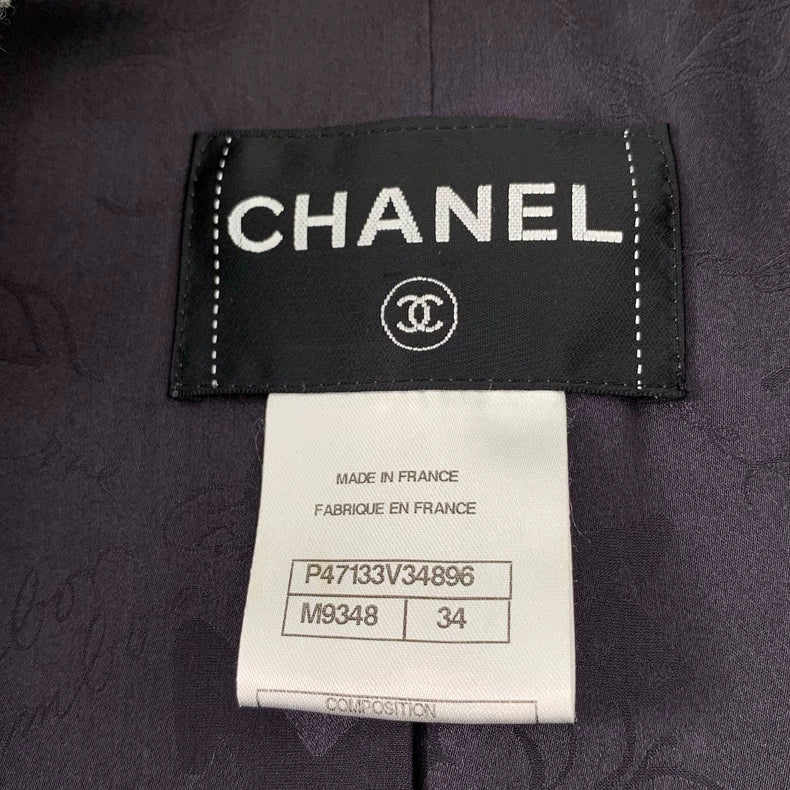 CHANEL
MADE IN FRANCE
FABRIQUE EN FRANCE
P47133V34896
M9348 34
COMPOSITION